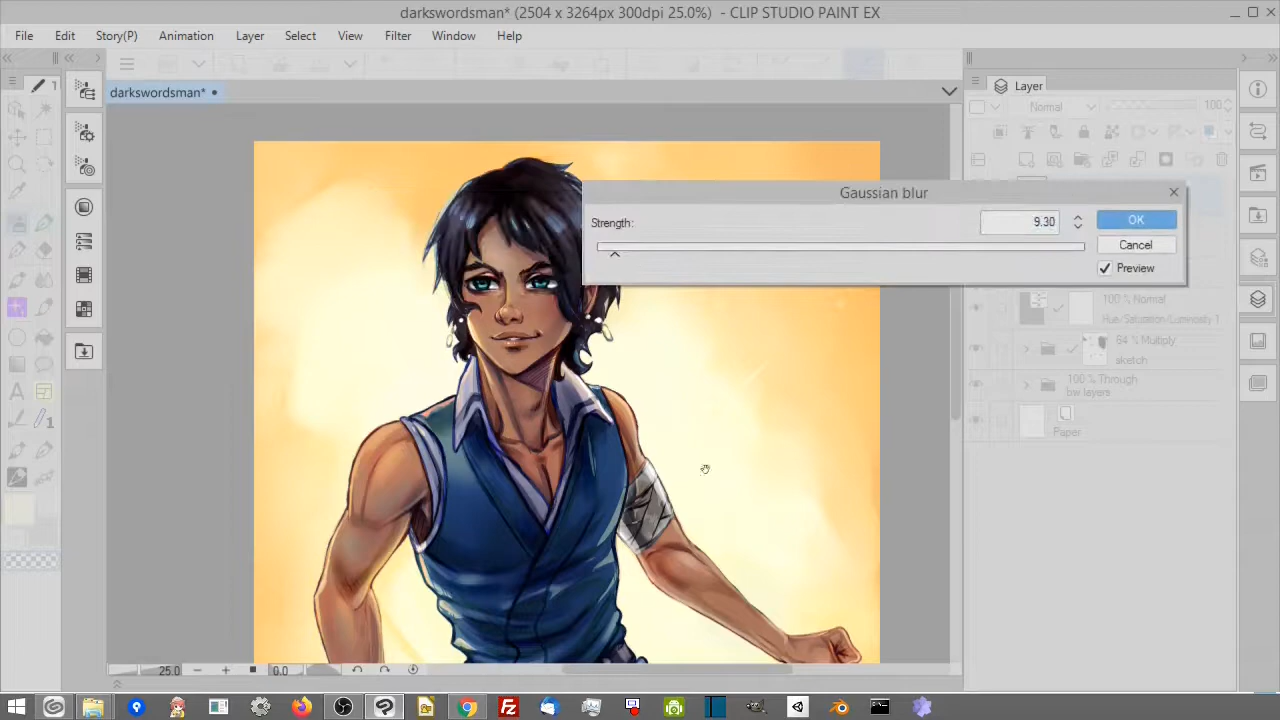 darkswordsman* (2504 x 3264px 300dpi 25.0%) - CLIP STUDIO PAINT EX
File Edit Story(P) Animation Layer Select View Filter Window Help
darkswordsman*
Layer
Normal 100
Gaussian blur
Strength: 9.30
OK
Cancel
Preview
100 % Normal
Hue/Saturation/Luminosity 1
64 % Multiply
sketch
100 % Through
bw layers
Paper
25.0 0.0